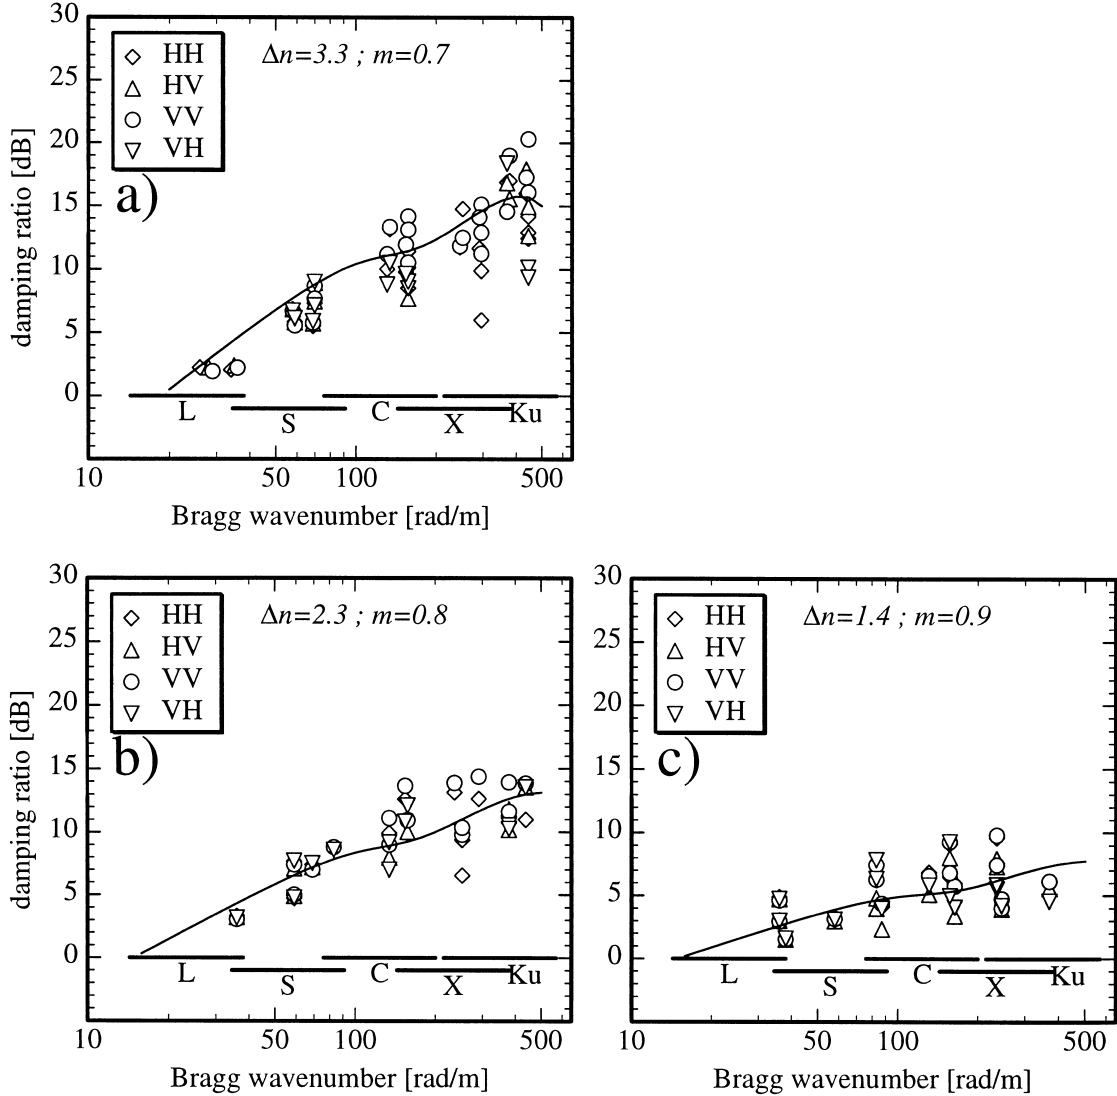 30
25
20
15
10
5
0
damping ratio [dB]
HH
HV
VV
VH
Δn=3.3 ; m=0.7
a)
L
S
C
X
Ku
10
50
100
500
Bragg wavenumber [rad/m]
30
25
20
15
10
5
0
damping ratio [dB]
HH
HV
VV
VH
Δn=2.3 ; m=0.8
b)
L
S
C
X
Ku
10
50
100
500
Bragg wavenumber [rad/m]
30
25
20
15
10
5
0
HH
HV
VV
VH
Δn=1.4 ; m=0.9
c)
L
S
C
X
Ku
10
50
100
500
Bragg wavenumber [rad/m]